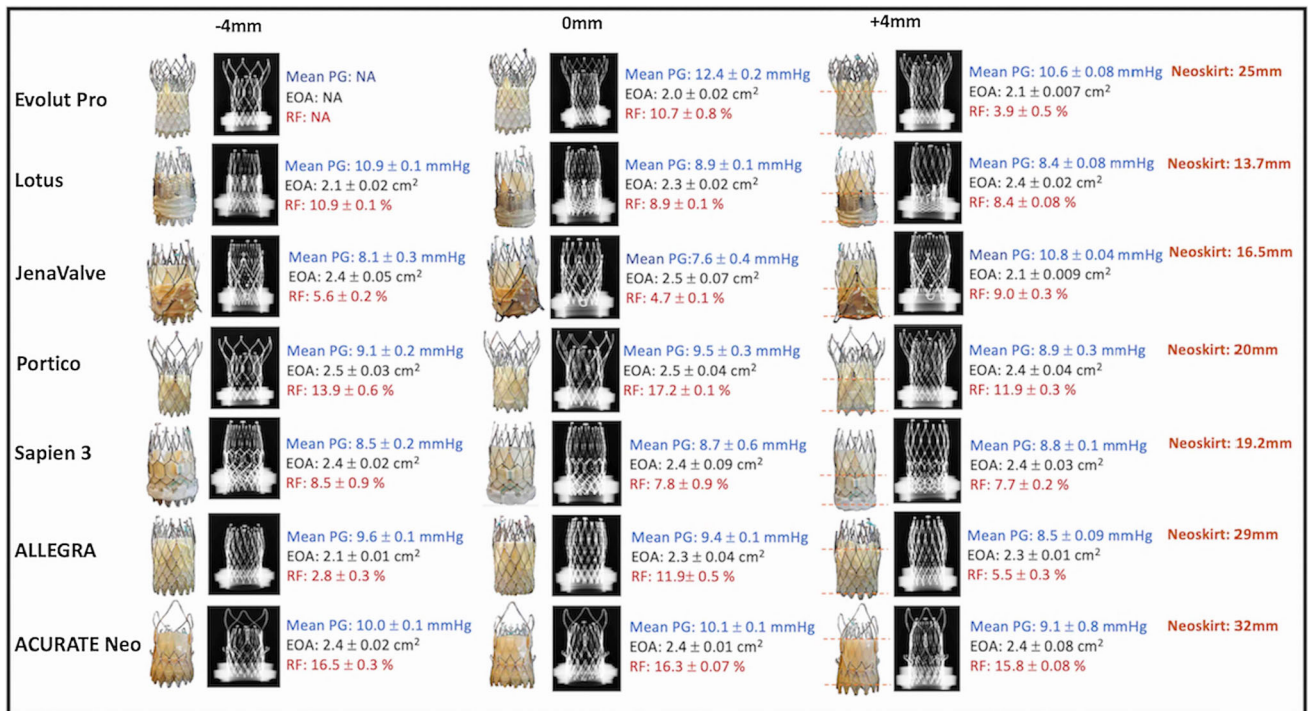 -4mm
0mm
+4mm
Evolut Pro
Mean PG: NA
EOA: NA
RF: NA
Mean PG: 12.4 ± 0.2 mmHg
EOA: 2.0 ± 0.02 cm²
RF: 10.7 ± 0.8 %
Mean PG: 10.6 ± 0.08 mmHg
EOA: 2.1 ± 0.007 cm²
RF: 3.9 ± 0.5 %
Neoskirt: 25mm
Lotus
Mean PG: 10.9 ± 0.1 mmHg
EOA: 2.1 ± 0.02 cm²
RF: 10.9 ± 0.1 %
Mean PG: 8.9 ± 0.1 mmHg
EOA: 2.3 ± 0.02 cm²
RF: 8.9 ± 0.1 %
Mean PG: 8.4 ± 0.08 mmHg
EOA: 2.4 ± 0.02 cm²
RF: 8.4 ± 0.08 %
Neoskirt: 13.7mm
JenaValve
Mean PG: 8.1 ± 0.3 mmHg
EOA: 2.4 ± 0.05 cm²
RF: 5.6 ± 0.2 %
Mean PG:7.6 ± 0.4 mmHg
EOA: 2.5 ± 0.07 cm²
RF: 4.7 ± 0.1 %
Mean PG: 10.8 ± 0.04 mmHg
EOA: 2.1 ± 0.009 cm²
RF: 9.0 ± 0.3 %
Neoskirt: 16.5mm
Portico
Mean PG: 9.1 ± 0.2 mmHg
EOA: 2.5 ± 0.03 cm²
RF: 13.9 ± 0.6 %
Mean PG: 9.5 ± 0.3 mmHg
EOA: 2.5 ± 0.04 cm²
RF: 17.2 ± 0.1 %
Mean PG: 8.9 ± 0.3 mmHg
EOA: 2.4 ± 0.04 cm²
RF: 11.9 ± 0.3 %
Neoskirt: 20mm
Sapien 3
Mean PG: 8.5 ± 0.2 mmHg
EOA: 2.4 ± 0.02 cm²
RF: 8.5 ± 0.9 %
Mean PG: 8.7 ± 0.6 mmHg
EOA: 2.4 ± 0.09 cm²
RF: 7.8 ± 0.9 %
Mean PG: 8.8 ± 0.1 mmHg
EOA: 2.4 ± 0.03 cm²
RF: 7.7 ± 0.2 %
Neoskirt: 19.2mm
ALLEGRA
Mean PG: 9.6 ± 0.1 mmHg
EOA: 2.1 ± 0.01 cm²
RF: 2.8 ± 0.3 %
Mean PG: 9.4 ± 0.1 mmHg
EOA: 2.3 ± 0.04 cm²
RF: 11.9± 0.5 %
Mean PG: 8.5 ± 0.09 mmHg
EOA: 2.3 ± 0.01 cm²
RF: 5.5 ± 0.3 %
Neoskirt: 29mm
ACURATE Neo
Mean PG: 10.0 ± 0.1 mmHg
EOA: 2.4 ± 0.02 cm²
RF: 16.5 ± 0.3 %
Mean PG: 10.1 ± 0.1 mmHg
EOA: 2.4 ± 0.01 cm²
RF: 16.3 ± 0.07 %
Mean PG: 9.1 ± 0.8 mmHg
EOA: 2.4 ± 0.08 cm²
RF: 15.8 ± 0.08 %
Neoskirt: 32mm